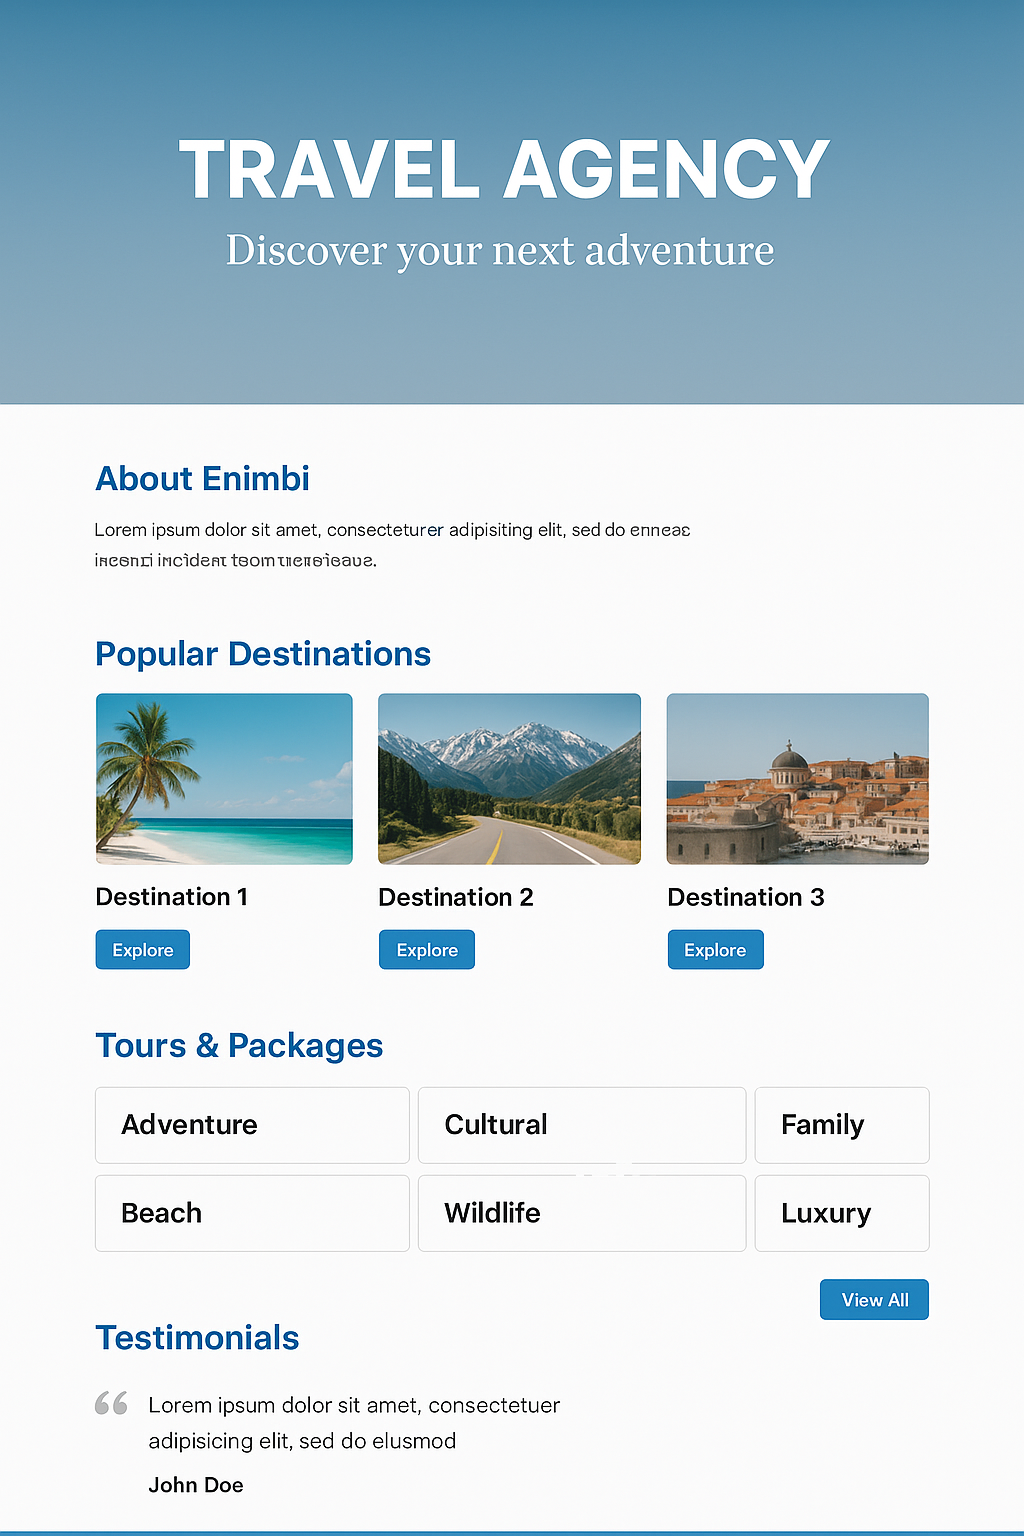 TRAVEL AGENCY
Discover your next adventure
About Enimbi
Lorem ipsum dolor sit amet, consecteturer adipisiting elit, sed do
Popular Destinations
Destination 1
Destination 2
Destination 3
Explore
Explore
Explore
Tours & Packages
Adventure
Cultural
Family
Beach
Wildlife
Luxury
View All
Testimonials
“
Lorem ipsum dolor sit amet, consectetuer
adipisicing elit, sed do elusmod
John Doe